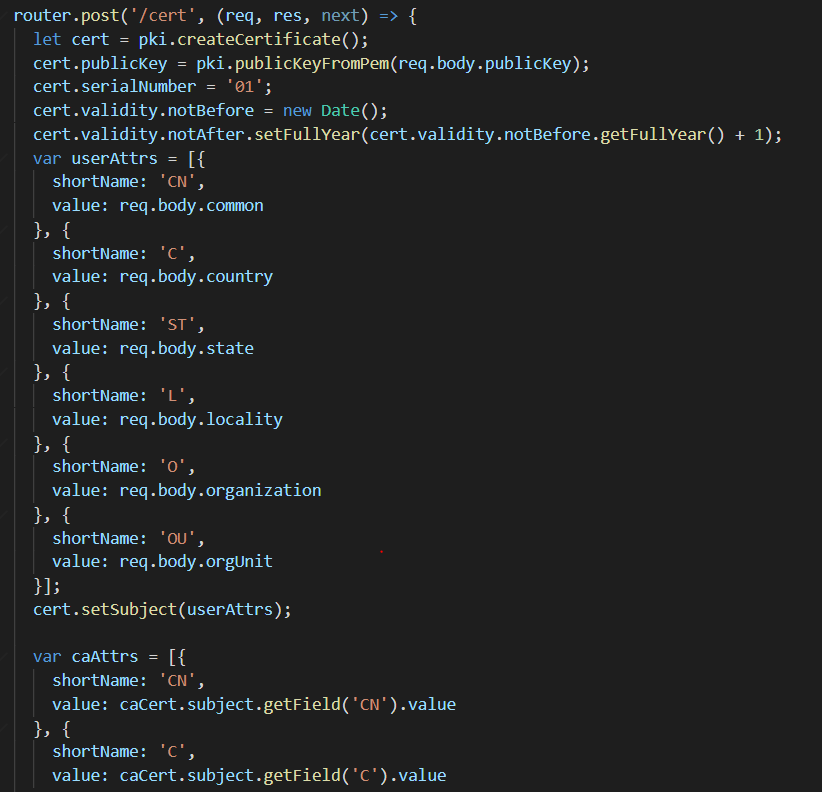 router.post('/cert', (req, res, next) => {
  let cert = pki.createCertificate();
  cert.publicKey = pki.publicKeyFromPem(req.body.publicKey);
  cert.serialNumber = '01';
  cert.validity.notBefore = new Date();
  cert.validity.notAfter.setFullYear(cert.validity.notBefore.getFullYear() + 1);
  var userAttrs = [{
    shortName: 'CN',
    value: req.body.common
  }, {
    shortName: 'C',
    value: req.body.country
  }, {
    shortName: 'ST',
    value: req.body.state
  }, {
    shortName: 'L',
    value: req.body.locality
  }, {
    shortName: 'O',
    value: req.body.organization
  }, {
    shortName: 'OU',
    value: req.body.orgUnit
  }];
  cert.setSubject(userAttrs);

  var caAttrs = [{
    shortName: 'CN',
    value: caCert.subject.getField('CN').value
  }, {
    shortName: 'C',
    value: caCert.subject.getField('C').value